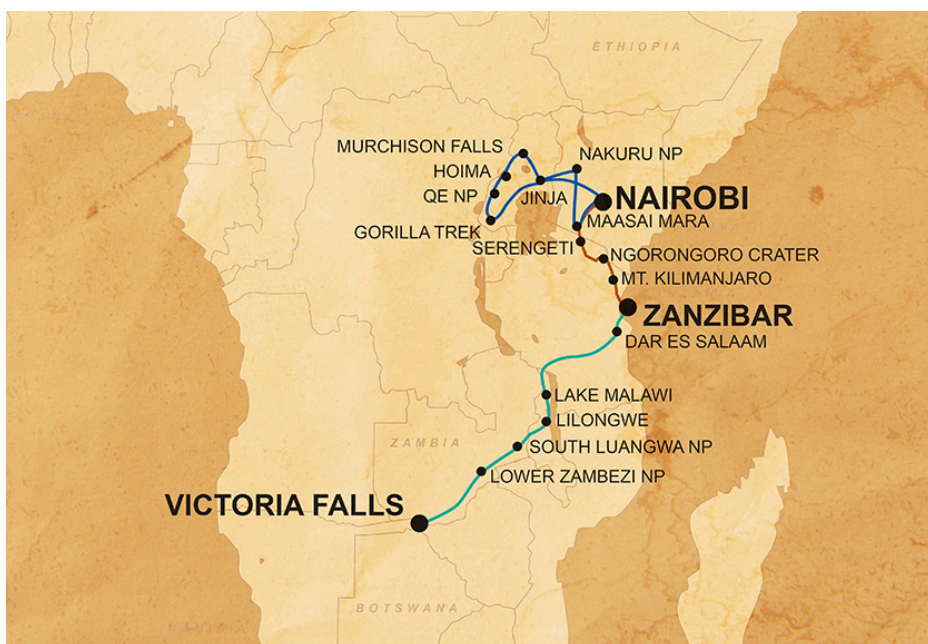 ETHIOPIA
MURCHISON FALLS
NAKURU NP
HOIMA
QE NP
JINJA
NAIROBI
GORILLA TREK
MAASAI MARA
SERENGETI
NGORONGORO CRATER
MT. KILIMANJARO
ZANZIBAR
DAR ES SALAAM
LAKE MALAWI
LILONGWE
ZAMBIA
SOUTH LUANGWA NP
LOWER ZAMBEZI NP
VICTORIA FALLS
BOTSWANA
NAMIBIA